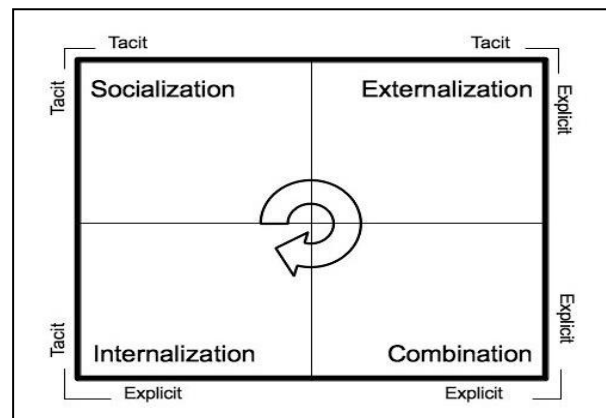 Tacit Tacit
Tacit Explicit
Socialization Externalization
Internalization Combination
Tacit Explicit
Explicit Explicit